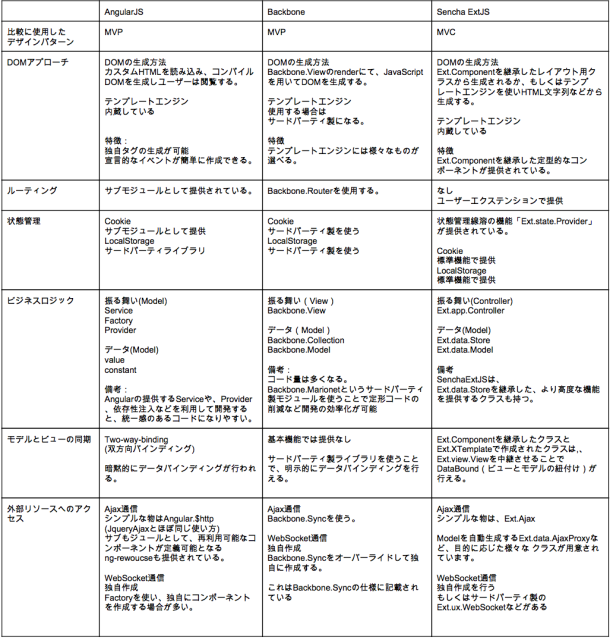 AngularJS
Backbone
Sencha ExtJS
比較に使用した
デザインパターン
MVP
MVP
MVC
DOMアプローチ
DOMの生成方法
カスタムHTMLを読み込み、コンパイル
DOMを生成しユーザーは閲覧する。
テンプレートエンジン
内蔵している
特徴：
独自タグの生成が可能
宣言的なイベントが簡単に作成できる。
DOMの生成方法
Backbone.Viewのrenderにて、JavaScript
を用いてDOMを生成する。
テンプレートエンジン
使用する場合は
サードパーティ製になる。
特徴
テンプレートエンジンには様々なものが
選べる。
DOMの生成方法
Ext.Componentを継承したレイアウト用ク
ラスから生成されるか、もしくはテンプ
レートエンジンを使いHTML文字列などから
生成する。
テンプレートエンジン
内蔵している
特徴
Ext.Componentを継承した定型的なコン
ポーネントが提供されている。
ルーティング
サブモジュールとして提供されている。
Backbone.Routerを使用する。
なし
ユーザーエクステンションで提供
状態管理
Cookie
サブモジュールとして提供
LocalStorage
サードパーティライブラリ
Cookie
サードパーティ製を使う
LocalStorage
サードパーティ製を使う
状態管理線溶の機能「Ext.state.Provider」
が提供されている。
Cookie
標準機能で提供
LocalStorage
標準機能で提供
ビジネスロジック
振る舞い(Model)
Service
Factory
Provider
データ(Model)
value
constant
備考：
Angularの提供するServiceや、Provider
、依存性注入などを利用して開発する
と、統一感のあるコードになりやすい。
振る舞い（View）
Backbone.View
データ（Model）
Backbone.Collection
Backbone.Model
備考：
コード量は多くなる。
Backbone.Marionetというサードパーティ
製モジュールを使うことで定形コードの
削減など開発の効率化が可能
振る舞い(Controller)
Ext.app.Controller
データ(Model)
Ext.data.Store
Ext.data.Model
備考
SenchaExtJSは、
Ext.data.Storeを継承した、より高度な機能
を提供するクラスも持つ。
モデルとビューの同期
Two-way-binding
(双方向バインディング)
暗黙的にデータバインディングが行われ
る。
基本機能では提供なし
サードパーティ製ライブラリを使うこと
で、明示的にデータバインディングを行
える。
Ext.Componentを継承したクラスと
Ext.XTemplateで作成されたクラスは,、
Ext.view.Viewを中継させることで
DataBound（ビューとモデルの紐付け）が
行える。
外部リソースへのアク
セス
Ajax通信
シンプルな物はAngular.$http
(JqueryAjaxとほぼ同じ使い方)
サブもジュールとして、再利用可能なコ
ンポーネントが定義可能となる
ng-rewoucseも提供されている。
WebSocket通信
独自作成
Factoryを使い、独自にコンポーネント
を作成する場合が多い。
Ajax通信
Backbone.Syncを使う。
WebSocket通信
独自作成
Backbone.Syncをオーバーライドして独
自に作成する。
これはBackbone.Syncの仕様に記載され
ている
Ajax通信
シンプルな物は、Ext.Ajax
Modelを自動生成するExt.data.AjaxProxyな
ど、目的に応じた様々な クラスが用意され
ています。
WebSocket通信
独自作成を行う
もしくはサードパーティ製の
Ext.ux.WebSocketなどがある